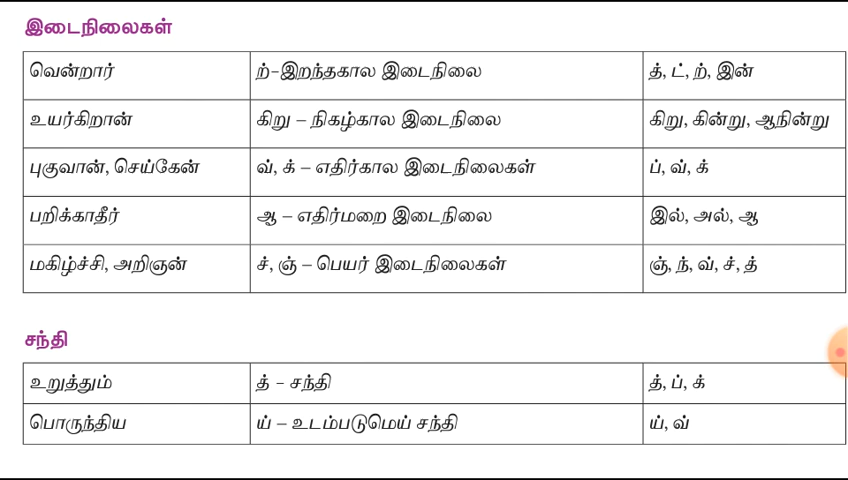 இடைநிலைகள்
வென்றார் ற்-இறந்தகால இடைநிலை த், ட், ற், இன்
உயர்கிறான் கிறு – நிகழ்கால இடைநிலை கிறு, கின்று, ஆநின்று
புகுவான், செய்கேன் வ், க் – எதிர்கால இடைநிலைகள் ப், வ், க்
பறிக்காதீர் ஆ – எதிர்மறை இடைநிலை இல், அல், ஆ
மகிழ்ச்சி, அறிஞன் ச், ஞ் – பெயர் இடைநிலைகள் ஞ், ந், வ், ச், த்
சந்தி
உறுத்தும் த் - சந்தி த், ப், க்
பொருந்திய ய் – உடம்படுமெய் சந்தி ய், வ்